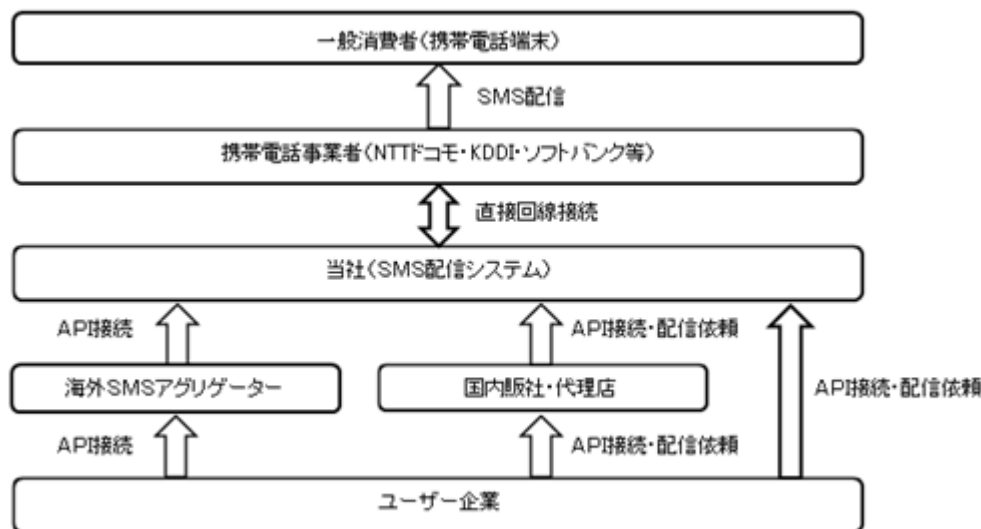 一般消費者(携帯電話端末)
SMS配信
携帯電話事業者(NTTドコモ・KDDI・ソフトバンク等)
直接回線接続
当社(SMS配信システム)
API接続
API接続・配信依頼
海外SMSアグリゲーター
国内販社・代理店
API接続・配信依頼
API接続
API接続・配信依頼
ユーザー企業